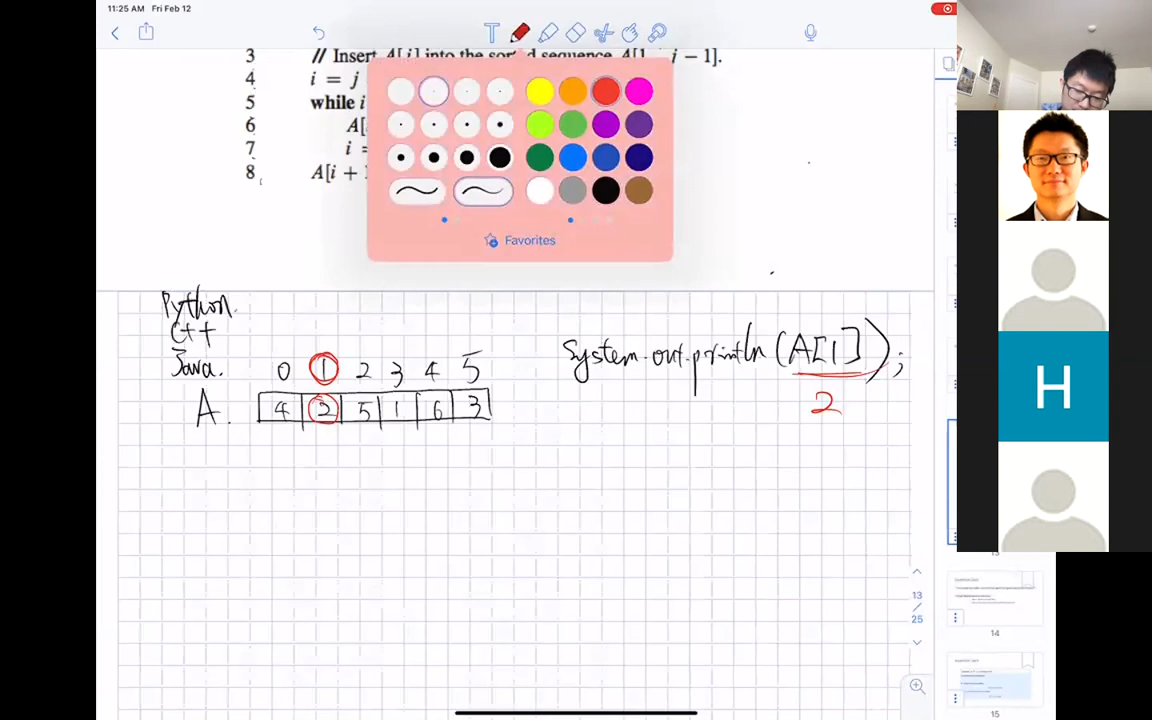 11:25 AM Fri Feb 12
3 // Insert A[j] into the sorted sequence A[1 j − 1].
4 i = j
5 while i
6 A[
7 i =
8 A[i + 1
Favorites
Python.
C++
Java.
0 1 2 3 4 5
A. 4 2 5 1 6 3
System.out.println (A[1]);
2
H
13
/
25
14
15